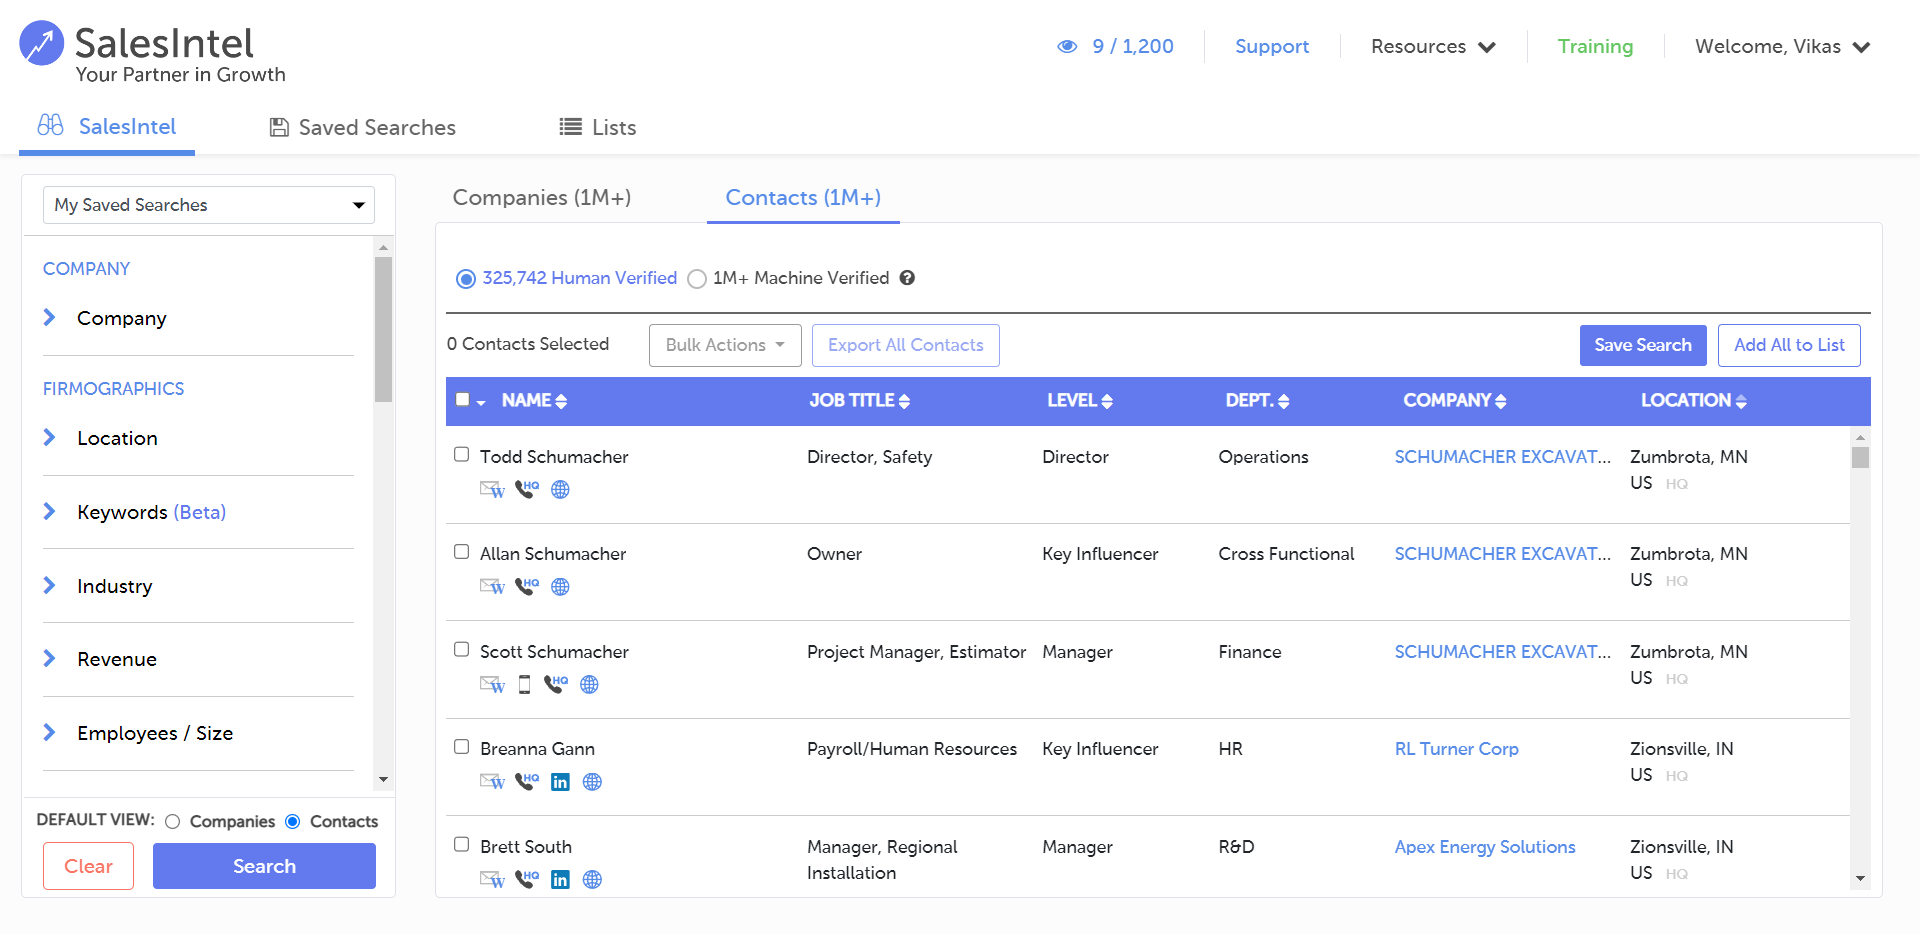 SalesIntel
Your Partner in Growth
9 / 1,200
Support
Resources
Training
Welcome, Vikas
SalesIntel
Saved Searches
Lists
My Saved Searches
COMPANY
Company
FIRMOGRAPHICS
Location
Keywords (Beta)
Industry
Revenue
Employees / Size
DEFAULT VIEW: Companies Contacts
Clear
Search
Companies (1M+)
Contacts (1M+)
325,742 Human Verified 1M+ Machine Verified ?
0 Contacts Selected
Bulk Actions
Export All Contacts
Save Search
Add All to List
NAME JOB TITLE LEVEL DEPT. COMPANY LOCATION
Todd Schumacher Director, Safety Director Operations SCHUMACHER EXCAVAT... Zumbrota, MN
W HQ US HQ
Allan Schumacher Owner Key Influencer Cross Functional SCHUMACHER EXCAVAT... Zumbrota, MN
W HQ US HQ
Scott Schumacher Project Manager, Estimator Manager Finance SCHUMACHER EXCAVAT... Zumbrota, MN
W HQ US HQ
Breanna Gann Payroll/Human Resources Key Influencer HR RL Turner Corp Zionsville, IN
W HQ in US HQ
Brett South Manager, Regional Manager R&D Apex Energy Solutions Zionsville, IN
W HQ in Installation US HQ